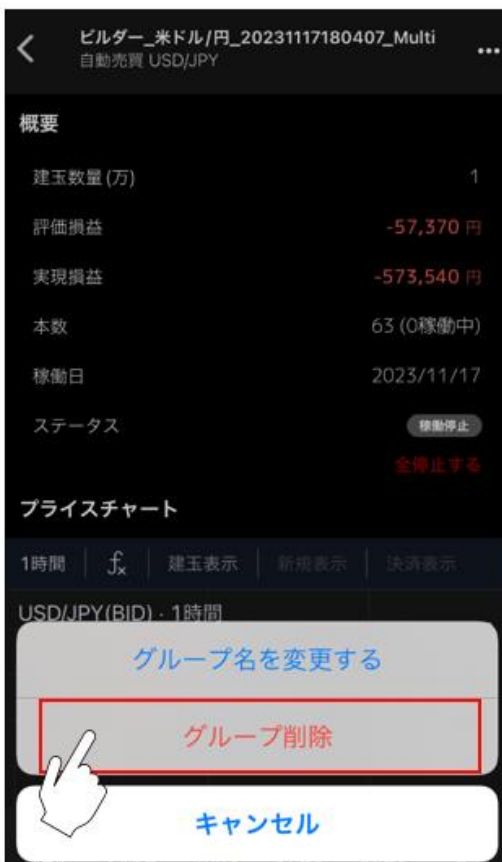 ビルダー_米ドル/円_20231117180407_Multi
自動売買 USD/JPY
概要
建玉数量(万) 1
評価損益 -57,370 円
実現損益 -573,540 円
本数 63 (0稼働中)
稼働日 2023/11/17
ステータス 稼働停止
全停止する
プライスチャート
1時間 fx 建玉表示 新規表示 決済表示
USD/JPY(BID) · 1時間
グループ名を変更する
グループ削除
キャンセル